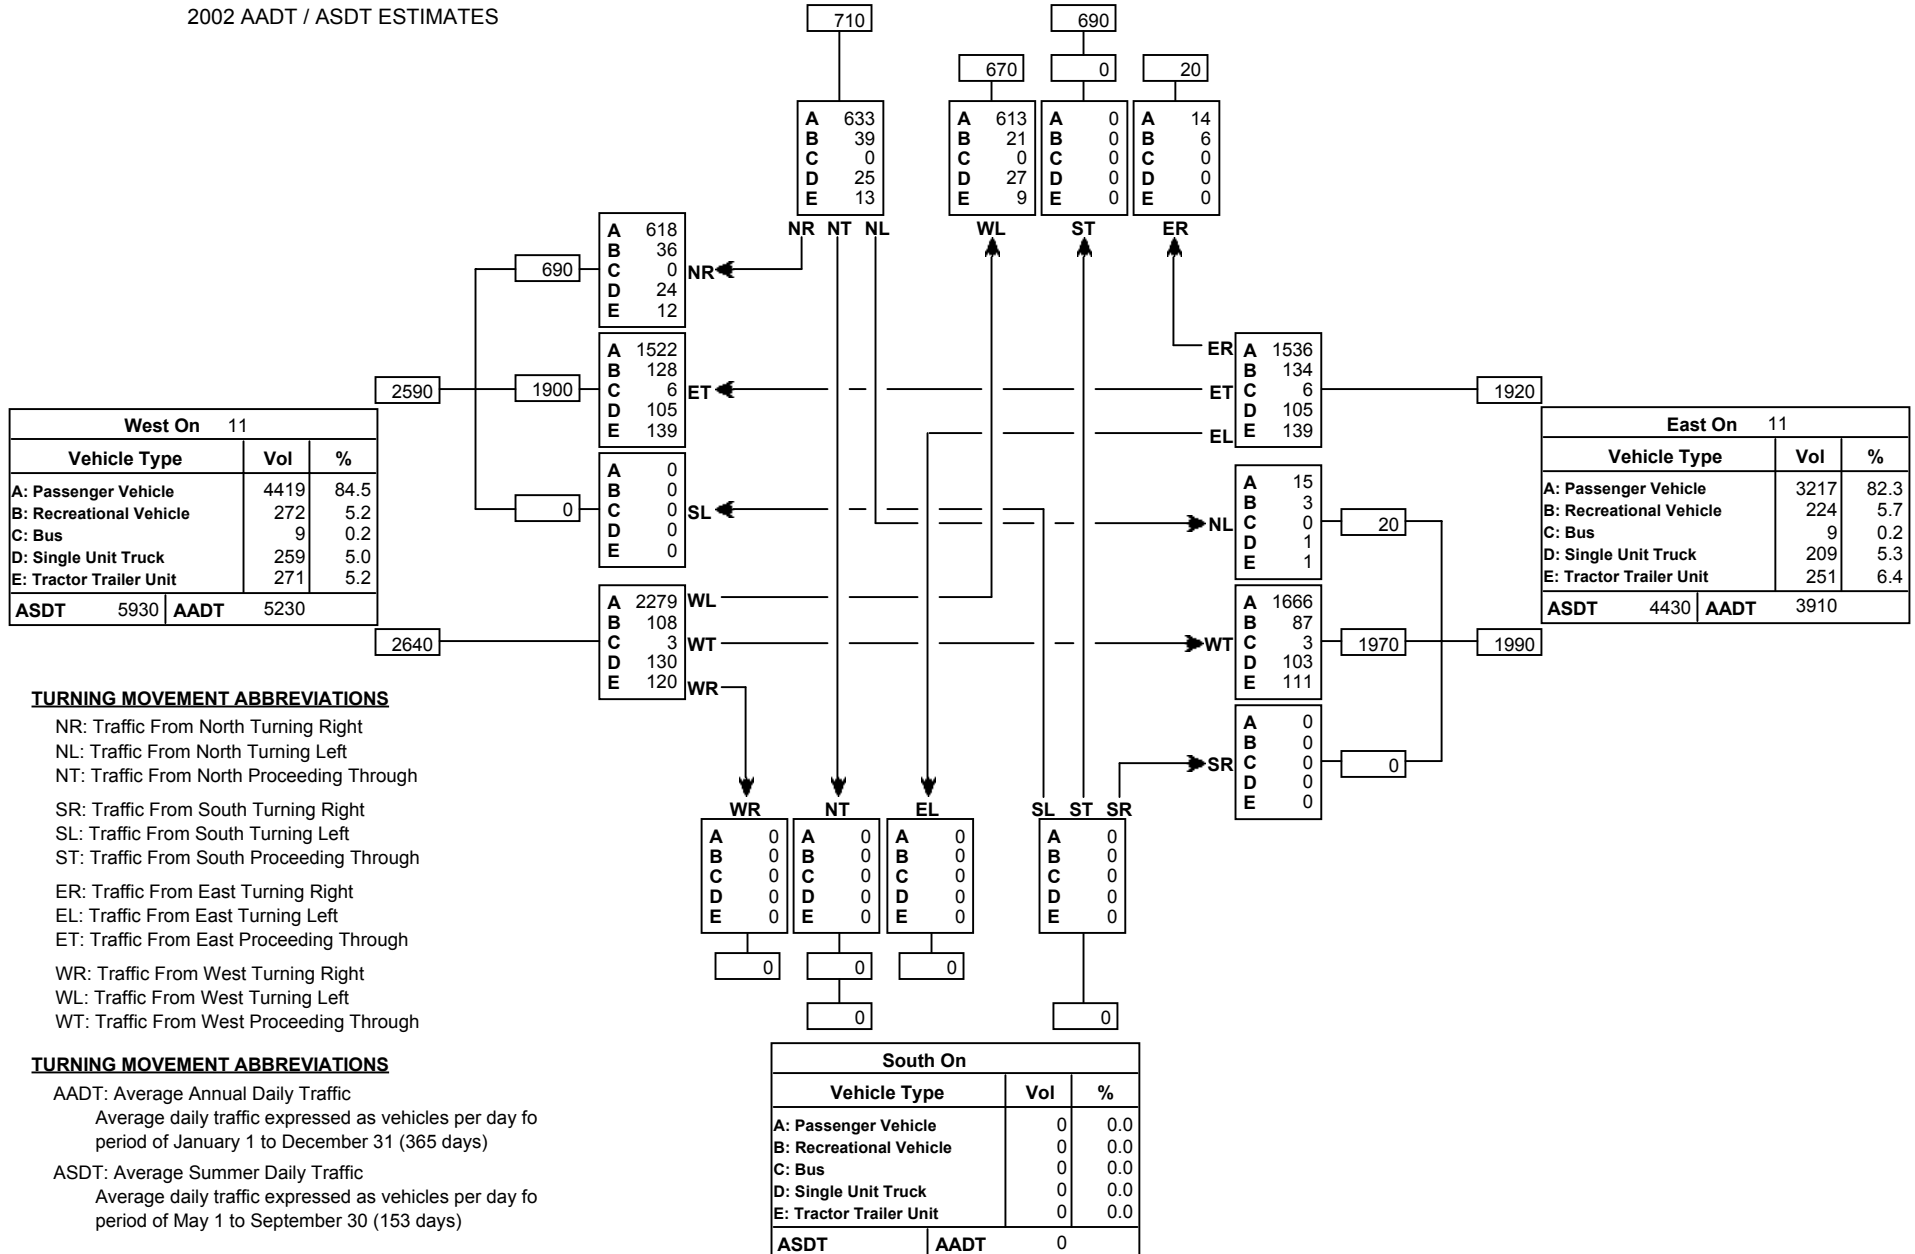 2002 AADT / ASDT ESTIMATES
710
690
670
0
20
A 633
B 39
C 0
D 25
E 13
A 613
B 21
C 0
D 27
E 9
A 0
B 0
C 0
D 0
E 0
A 14
B 6
C 0
D 0
E 0
NR NT NL
WL
ST
ER
690
A 618
B 36
C 0
D 24
E 12
NR
2590
1900
A 1522
B 128
C 6
D 105
E 139
ET
0
A 0
B 0
C 0
D 0
E 0
SL
2640
A 2279
B 108
C 3
D 130
E 120
WL
WT
WR
West On 11
Vehicle Type Vol %
A: Passenger Vehicle 4419 84.5
B: Recreational Vehicle 272 5.2
C: Bus 9 0.2
D: Single Unit Truck 259 5.0
E: Tractor Trailer Unit 271 5.2
ASDT 5930 AADT 5230
ER
ET
EL
A 1536
B 134
C 6
D 105
E 139
1920
NL
A 15
B 3
C 0
D 1
E 1
20
WT
A 1666
B 87
C 3
D 103
E 111
1970
1990
SR
A 0
B 0
C 0
D 0
E 0
0
East On 11
Vehicle Type Vol %
A: Passenger Vehicle 3217 82.3
B: Recreational Vehicle 224 5.7
C: Bus 9 0.2
D: Single Unit Truck 209 5.3
E: Tractor Trailer Unit 251 6.4
ASDT 4430 AADT 3910
WR
NT
EL
SL ST SR
A 0
B 0
C 0
D 0
E 0
A 0
B 0
C 0
D 0
E 0
A 0
B 0
C 0
D 0
E 0
A 0
B 0
C 0
D 0
E 0
0
0
0
0
0
South On
Vehicle Type Vol %
A: Passenger Vehicle 0 0.0
B: Recreational Vehicle 0 0.0
C: Bus 0 0.0
D: Single Unit Truck 0 0.0
E: Tractor Trailer Unit 0 0.0
ASDT AADT 0
TURNING MOVEMENT ABBREVIATIONS
NR: Traffic From North Turning Right
NL: Traffic From North Turning Left
NT: Traffic From North Proceeding Through
SR: Traffic From South Turning Right
SL: Traffic From South Turning Left
ST: Traffic From South Proceeding Through
ER: Traffic From East Turning Right
EL: Traffic From East Turning Left
ET: Traffic From East Proceeding Through
WR: Traffic From West Turning Right
WL: Traffic From West Turning Left
WT: Traffic From West Proceeding Through
TURNING MOVEMENT ABBREVIATIONS
AADT: Average Annual Daily Traffic
Average daily traffic expressed as vehicles per day fo
period of January 1 to December 31 (365 days)
ASDT: Average Summer Daily Traffic
Average daily traffic expressed as vehicles per day fo
period of May 1 to September 30 (153 days)